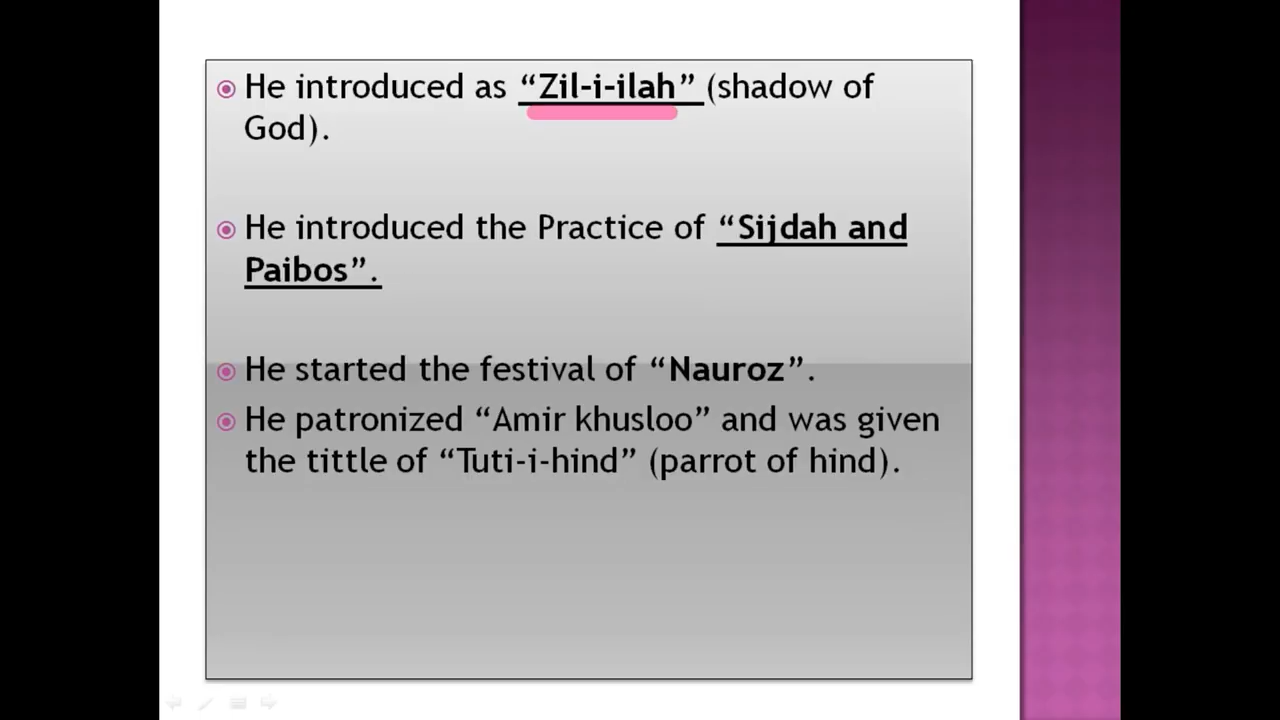 He introduced as “Zil-i-ilah” (shadow of
God).
He introduced the Practice of “Sijdah and
Paibos”.
He started the festival of “Nauroz”.
He patronized “Amir khusloo” and was given
the tittle of “Tuti-i-hind” (parrot of hind).